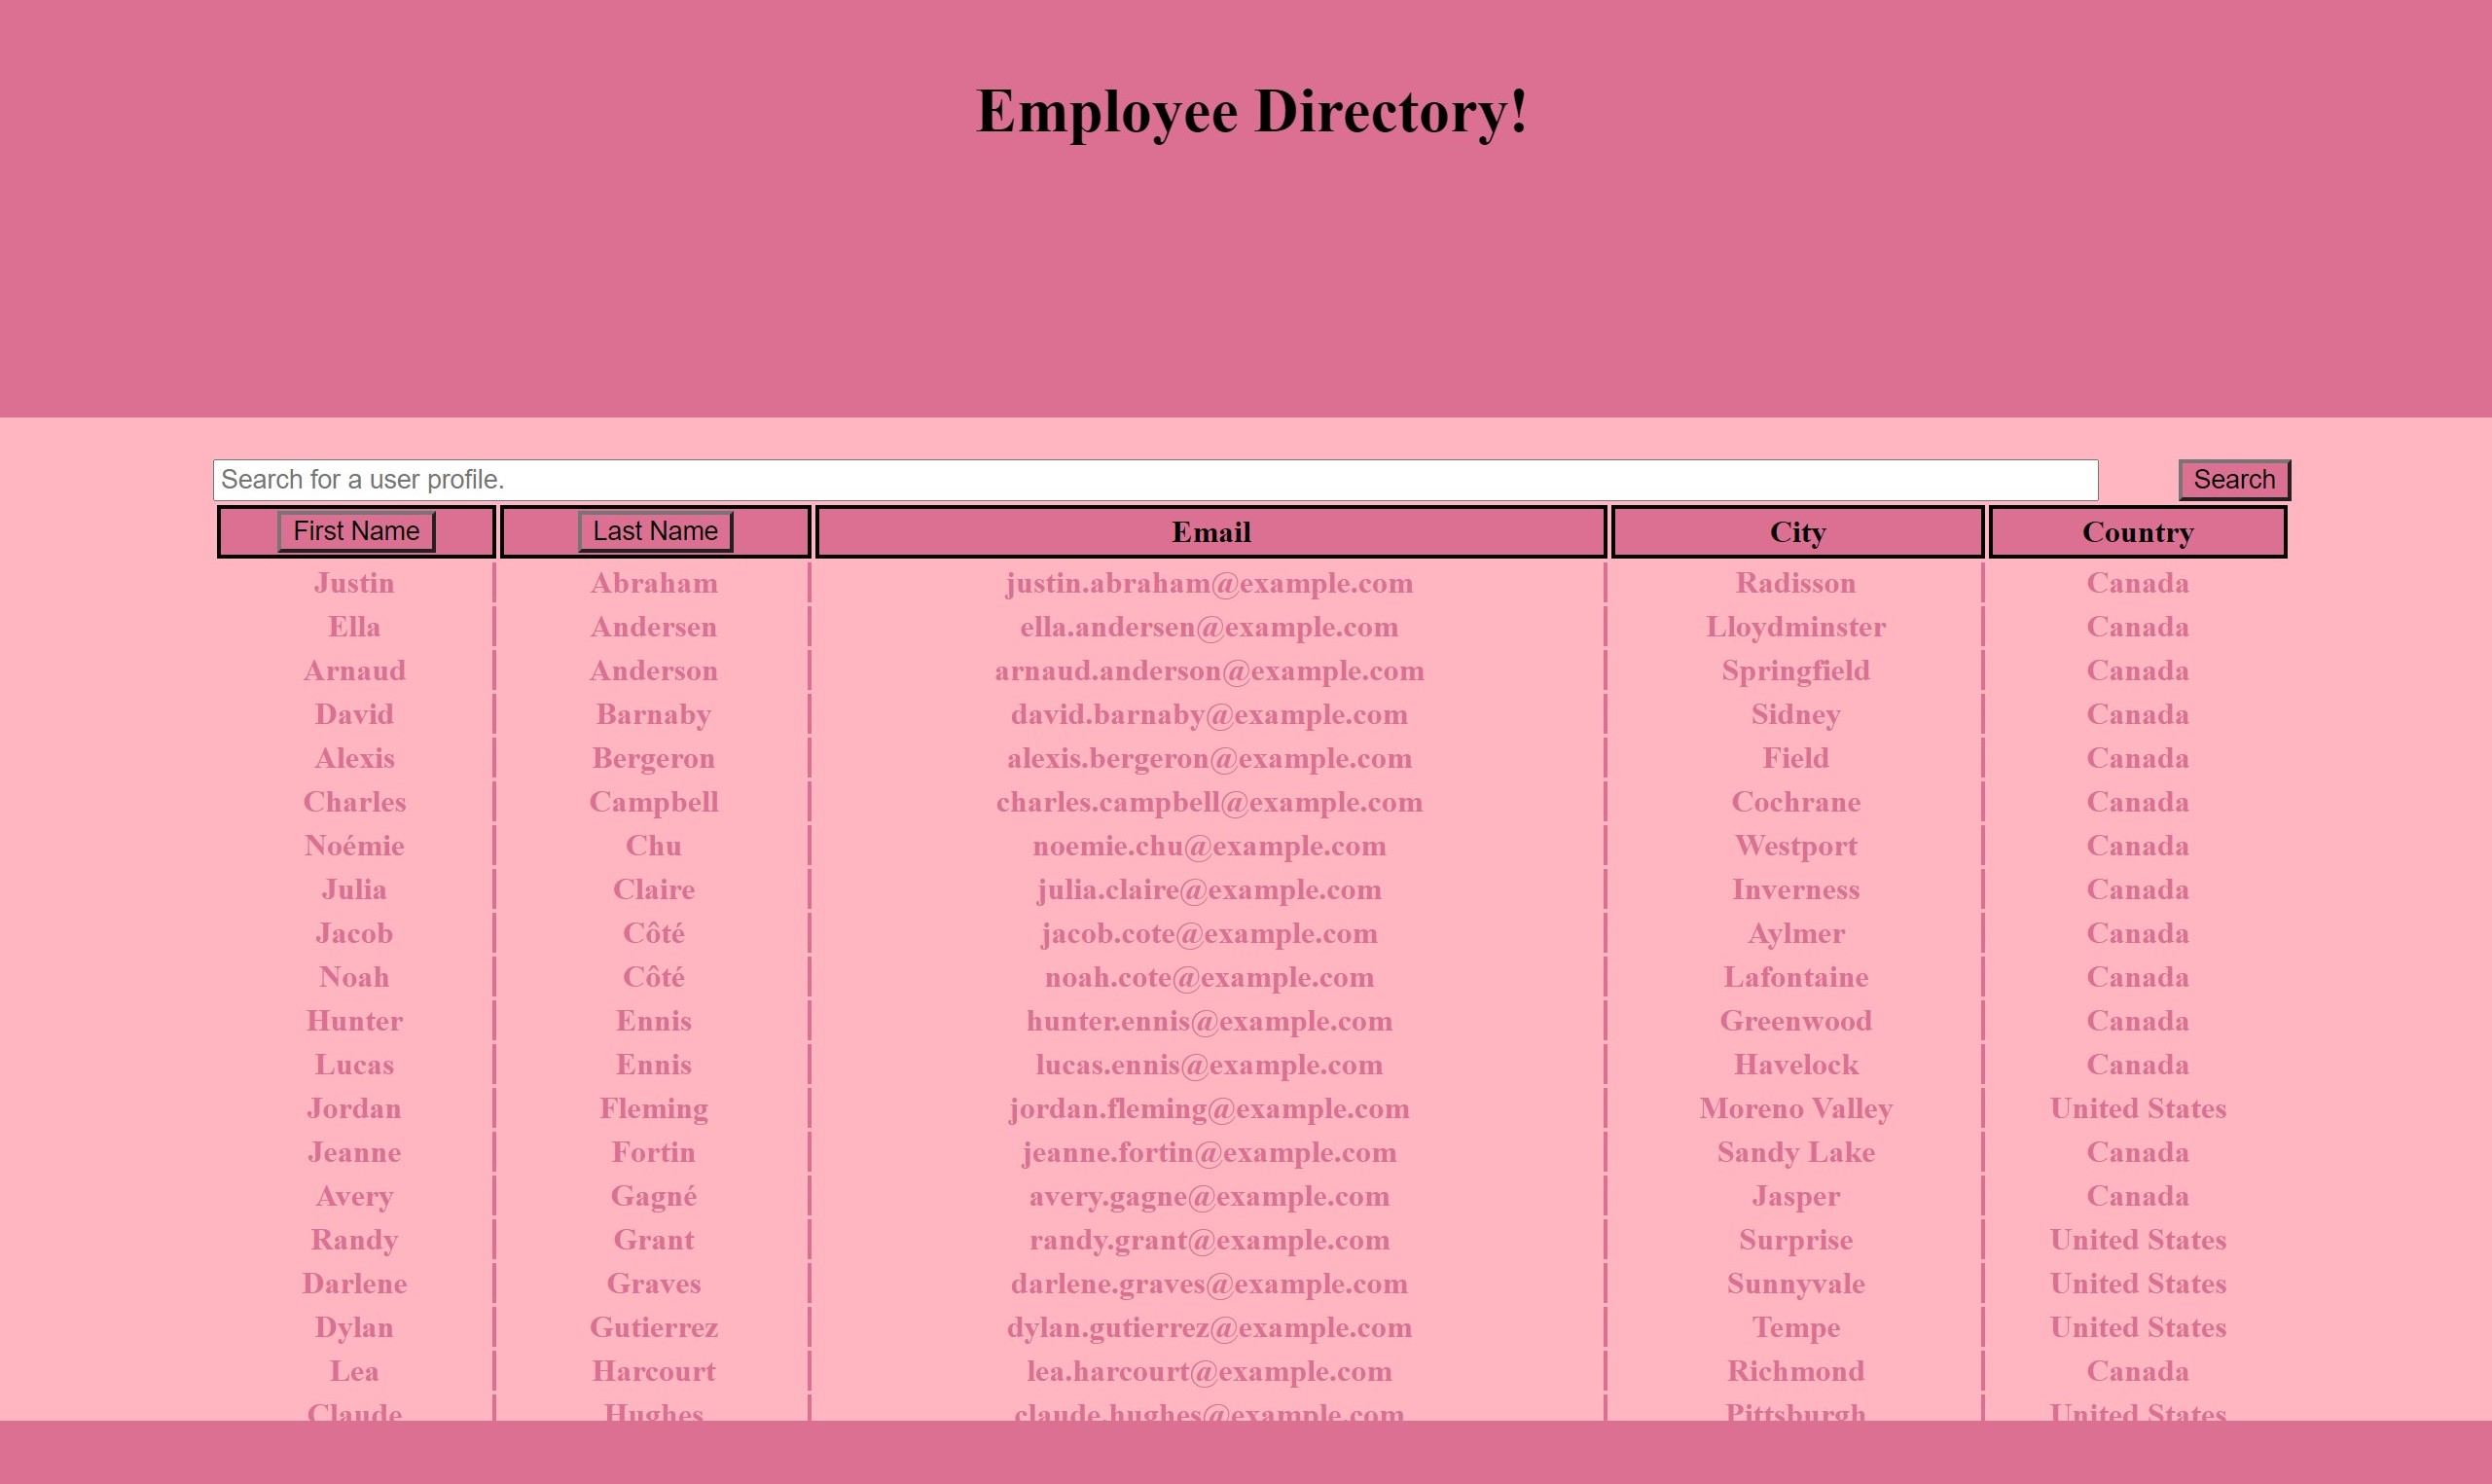 Employee Directory!
Search for a user profile. Search
First Name Last Name Email City Country
Justin Abraham justin.abraham@example.com Radisson Canada
Ella Andersen ella.andersen@example.com Lloydminster Canada
Arnaud Anderson arnaud.anderson@example.com Springfield Canada
David Barnaby david.barnaby@example.com Sidney Canada
Alexis Bergeron alexis.bergeron@example.com Field Canada
Charles Campbell charles.campbell@example.com Cochrane Canada
Noémie Chu noemie.chu@example.com Westport Canada
Julia Claire julia.claire@example.com Inverness Canada
Jacob Côté jacob.cote@example.com Aylmer Canada
Noah Côté noah.cote@example.com Lafontaine Canada
Hunter Ennis hunter.ennis@example.com Greenwood Canada
Lucas Ennis lucas.ennis@example.com Havelock Canada
Jordan Fleming jordan.fleming@example.com Moreno Valley United States
Jeanne Fortin jeanne.fortin@example.com Sandy Lake Canada
Avery Gagné avery.gagne@example.com Jasper Canada
Randy Grant randy.grant@example.com Surprise United States
Darlene Graves darlene.graves@example.com Sunnyvale United States
Dylan Gutierrez dylan.gutierrez@example.com Tempe United States
Lea Harcourt lea.harcourt@example.com Richmond Canada
Claude Hughes claude.hughes@example.com Pittsburgh United States